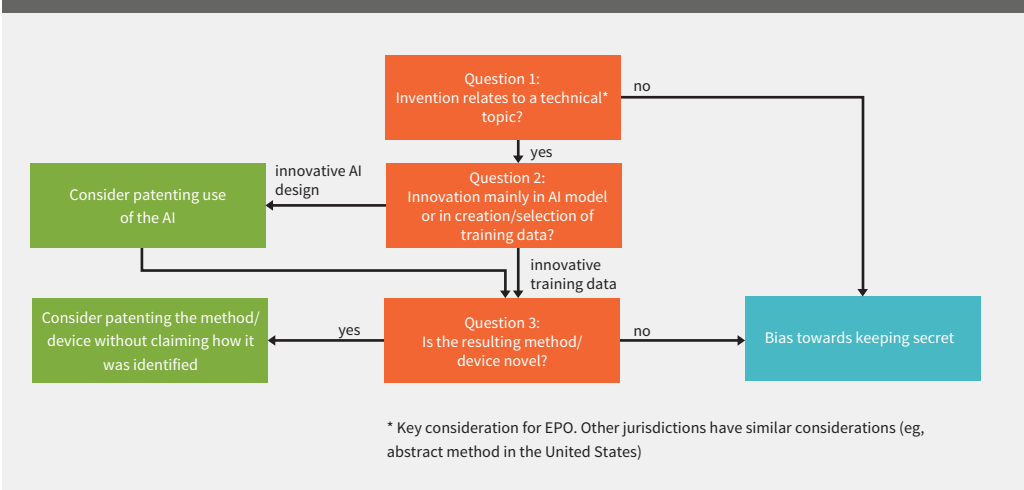 Question 1:
Invention relates to a technical*
topic?
no
yes
innovative AI
design
Consider patenting use
of the AI
Question 2:
Innovation mainly in AI model
or in creation/selection of
training data?
innovative
training data
Consider patenting the method/
device without claiming how it
was identified
yes
Question 3:
Is the resulting method/
device novel?
no
Bias towards keeping secret
* Key consideration for EPO. Other jurisdictions have similar considerations (eg,
abstract method in the United States)